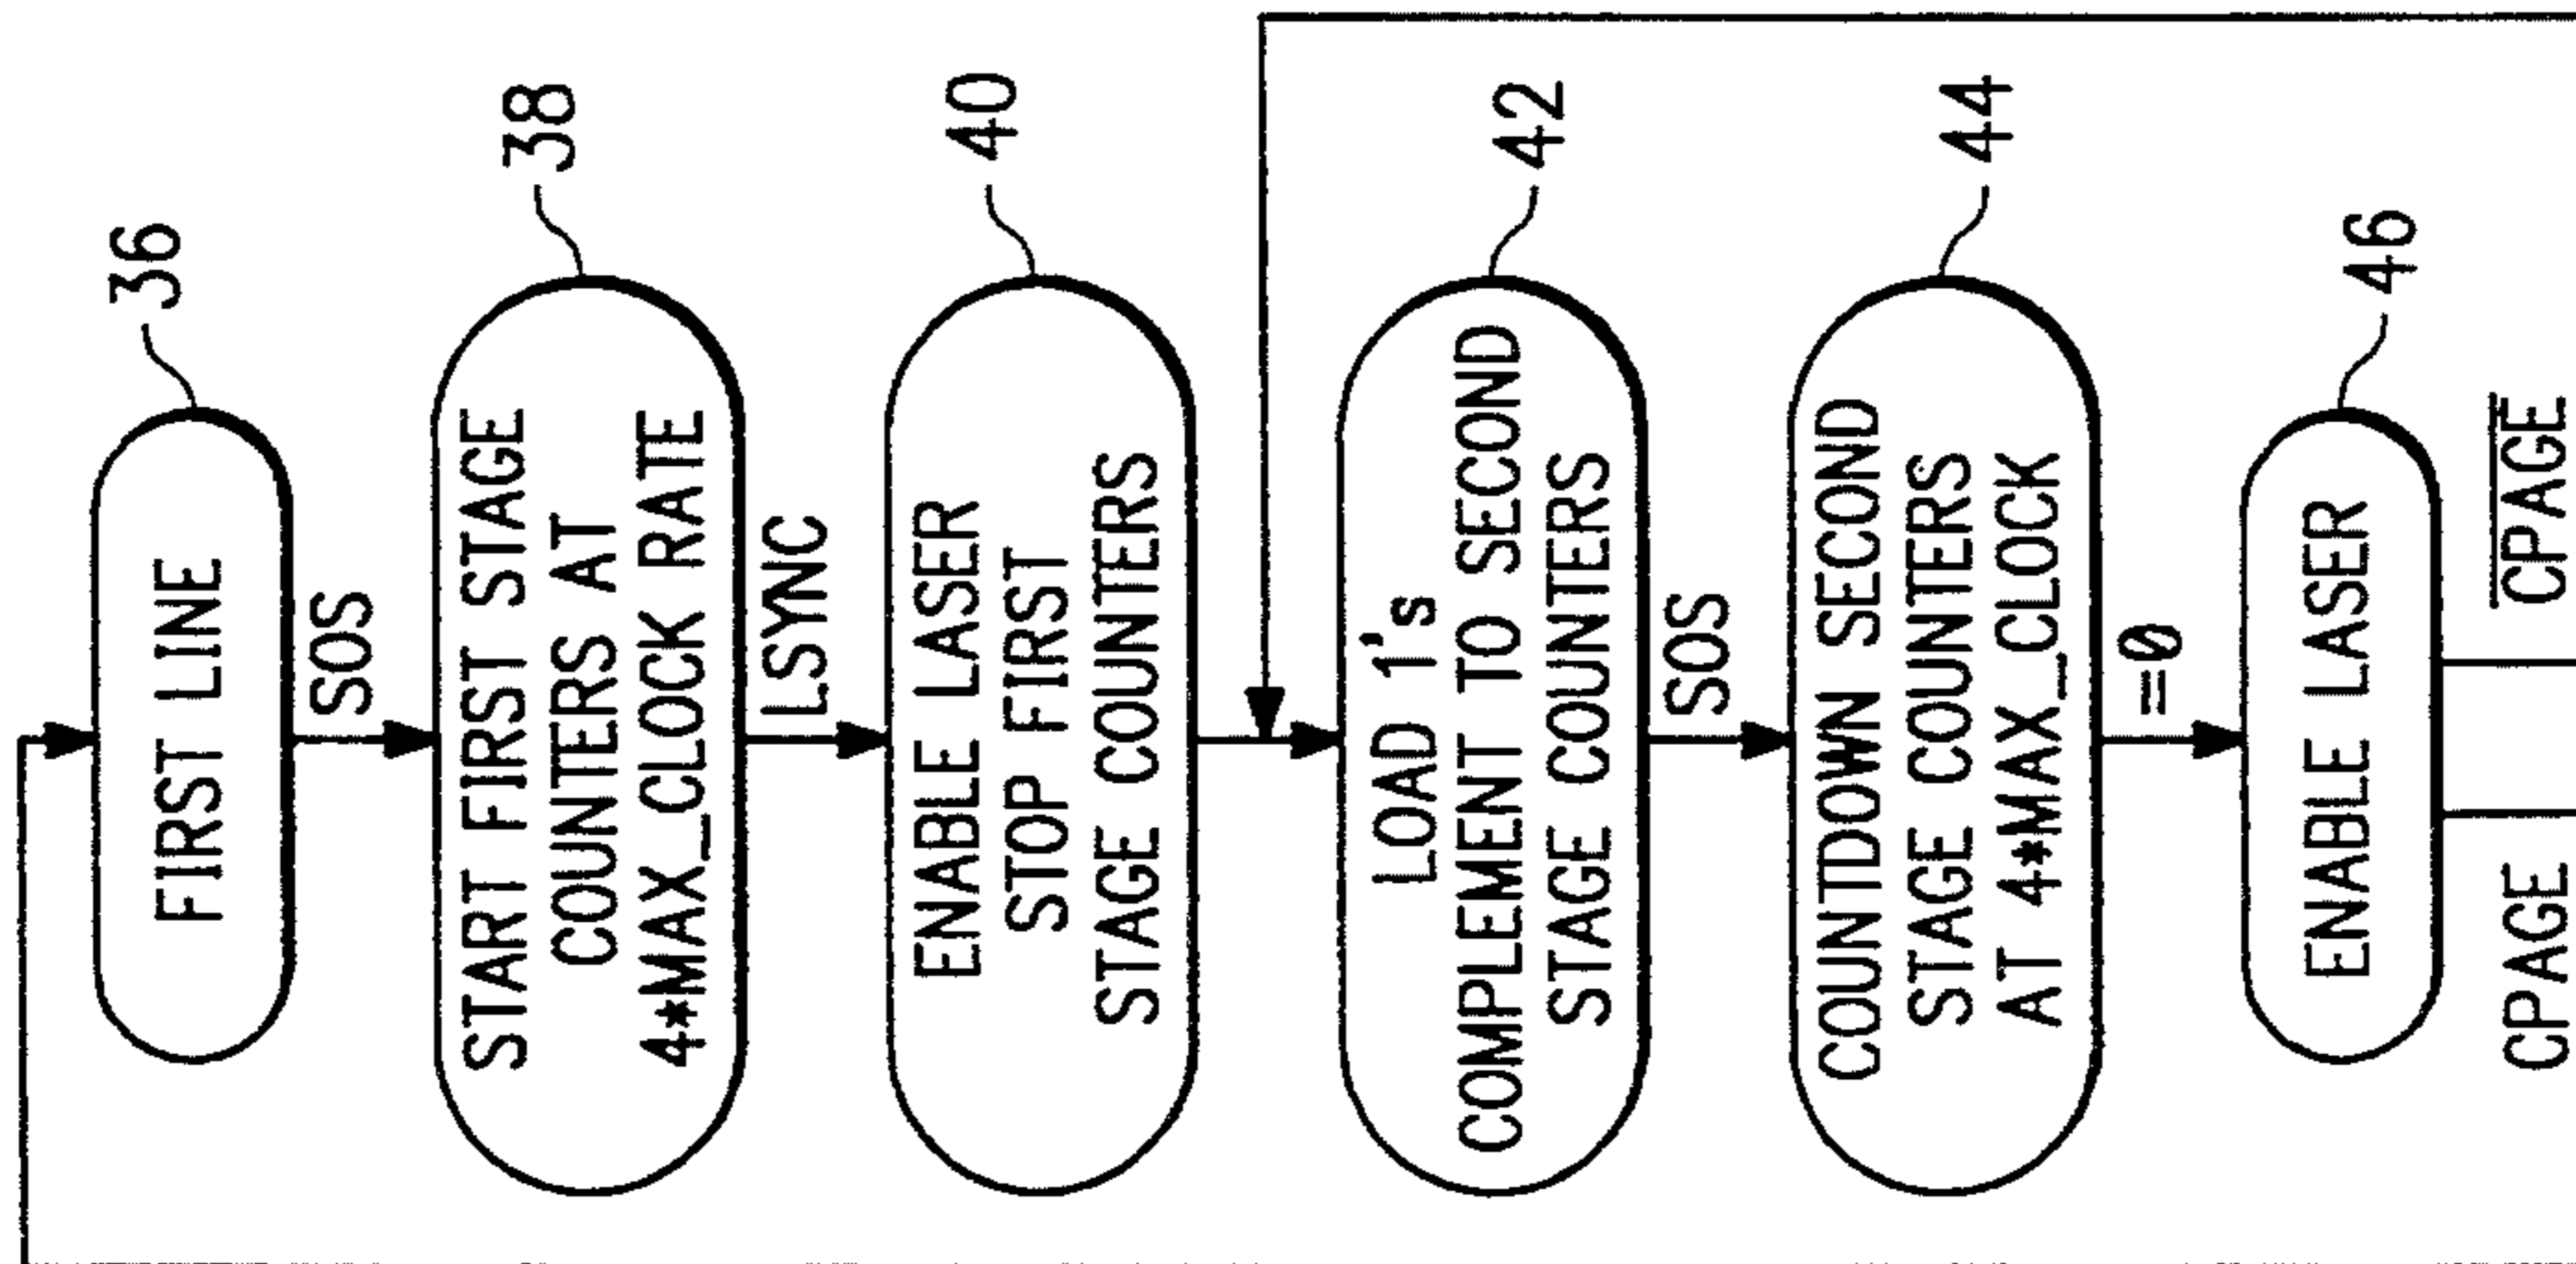 36
FIRST LINE
SOS
38
START FIRST STAGE
COUNTERS AT
4*MAX_CLOCK RATE
LSYNC
40
ENABLE LASER
STOP FIRST
STAGE COUNTERS
42
LOAD 1's
COMPLEMENT TO SECOND
STAGE COUNTERS
SOS
44
COUNTDOWN SECOND
STAGE COUNTERS
AT 4*MAX_CLOCK
=0
46
ENABLE LASER
CPAGE
CPAGE